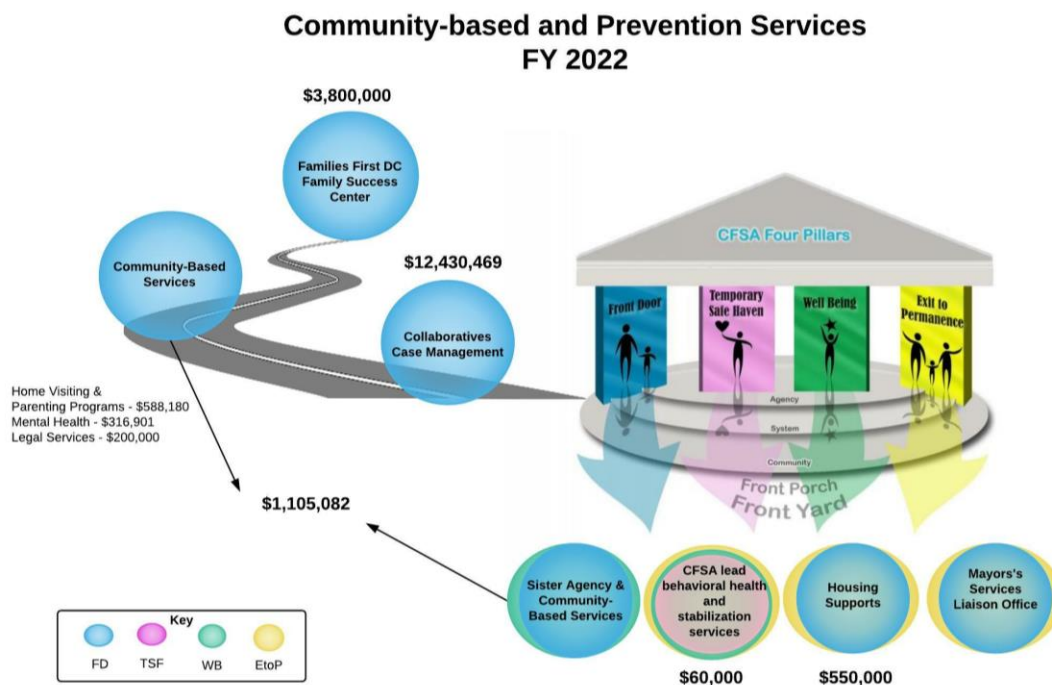 Community-based and Prevention Services
FY 2022
$3,800,000
Families First DC
Family Success
Center
Community-Based
Services
$12,430,469
Collaboratives
Case Management
Home Visiting &
Parenting Programs - $588,180
Mental Health - $316,901
Legal Services - $200,000
$1,105,082
CFSA Four Pillars
Front Door
Temporary
Safe Haven
Well Being
Exit to
Permanence
Agency
System
Community
Front Porch
Front Yard
Sister Agency &
Community-
Based Services
CFSA lead
behavioral health
and
stabilization
services
$60,000
Housing
Supports
$550,000
Mayors's
Services
Liaison Office
Key
FD
TSF
WB
EtoP